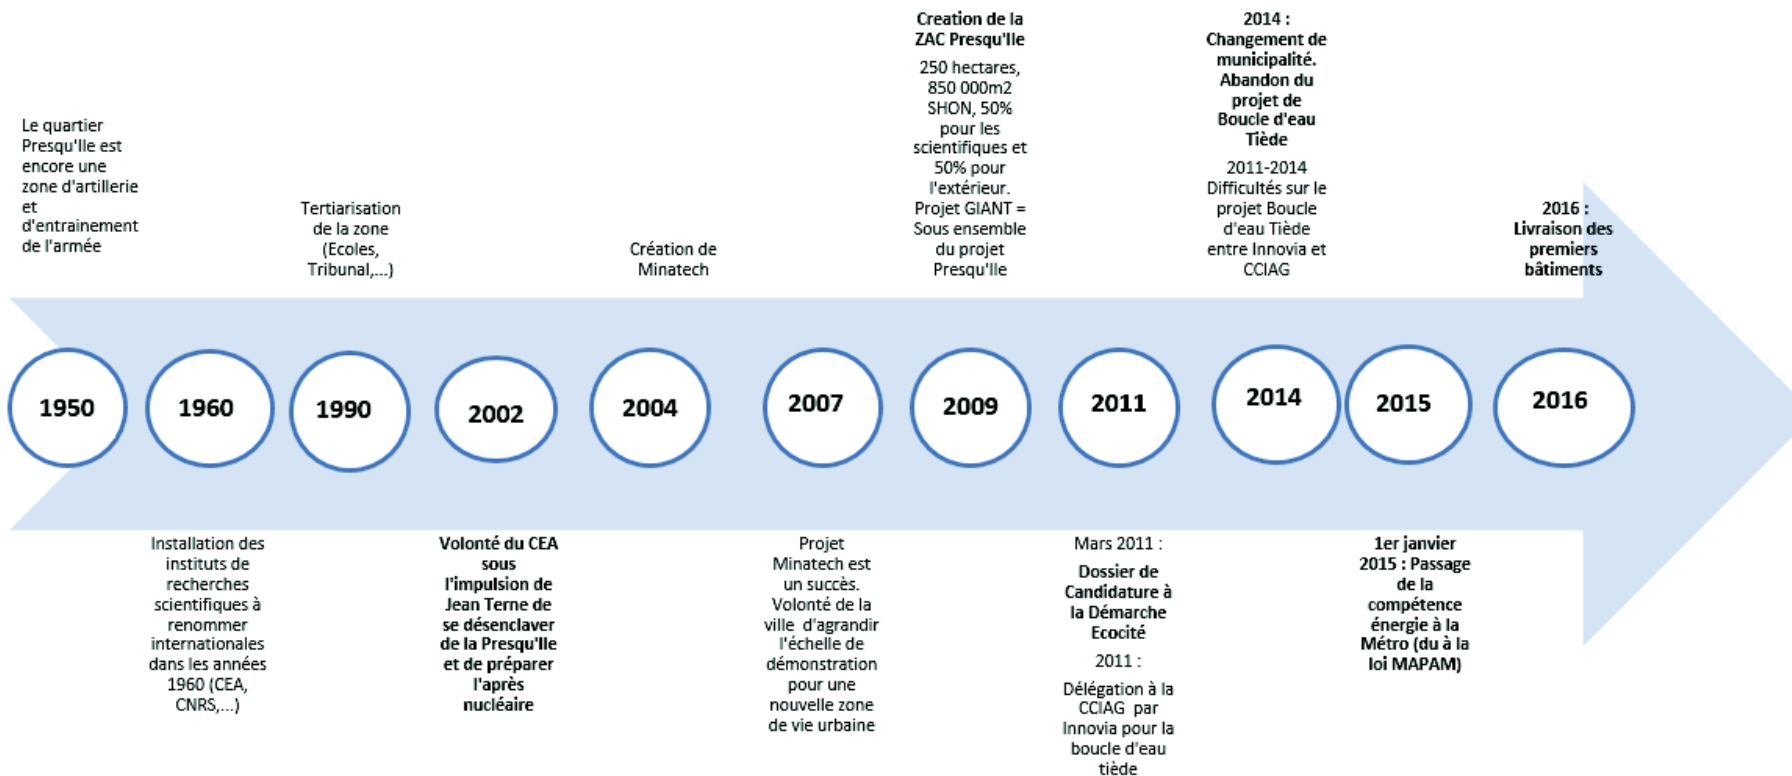 Le quartier
Presqu'Ile est
encore une
zone d'artillerie
et
d'entrainement
de l'armée
Tertiarisation
de la zone
(Ecoles,
Tribunal,...)
Création de
Minatech
Creation de la
ZAC Presqu'Ile
250 hectares,
850 000m2
SHON, 50%
pour les
scientifiques et
50% pour
l'extérieur.
Projet GIANT =
Sous ensemble
du projet
Presqu'Ile
2014 :
Changement de
municipalité.
Abandon du
projet de
Boucle d'eau
Tiède
2011-2014
Difficultés sur le
projet Boucle
d'eau Tiède
entre Innovia et
CCIAG
2016 :
Livraison des
premiers
bâtiments
1950
1960
1990
2002
2004
2007
2009
2011
2014
2015
2016
Installation des
instituts de
recherches
scientifiques à
renommer
internationales
dans les années
1960 (CEA,
CNRS,...)
Volonté du CEA
sous
l'impulsion de
Jean Terne de
se désenclaver
de la Presqu'Ile
et de préparer
l'après
nucléaire
Projet
Minatech est
un succès.
Volonté de la
ville d'agrandir
l'échelle de
démonstration
pour une
nouvelle zone
de vie urbaine
Mars 2011 :
Dossier de
Candidature à
la Démarche
Ecocité
2011 :
Délégation à la
CCIAG par
Innovia pour la
boucle d'eau
tiède
1er janvier
2015 : Passage
de la
compétence
énergie à la
Métro (du à la
loi MAPAM)